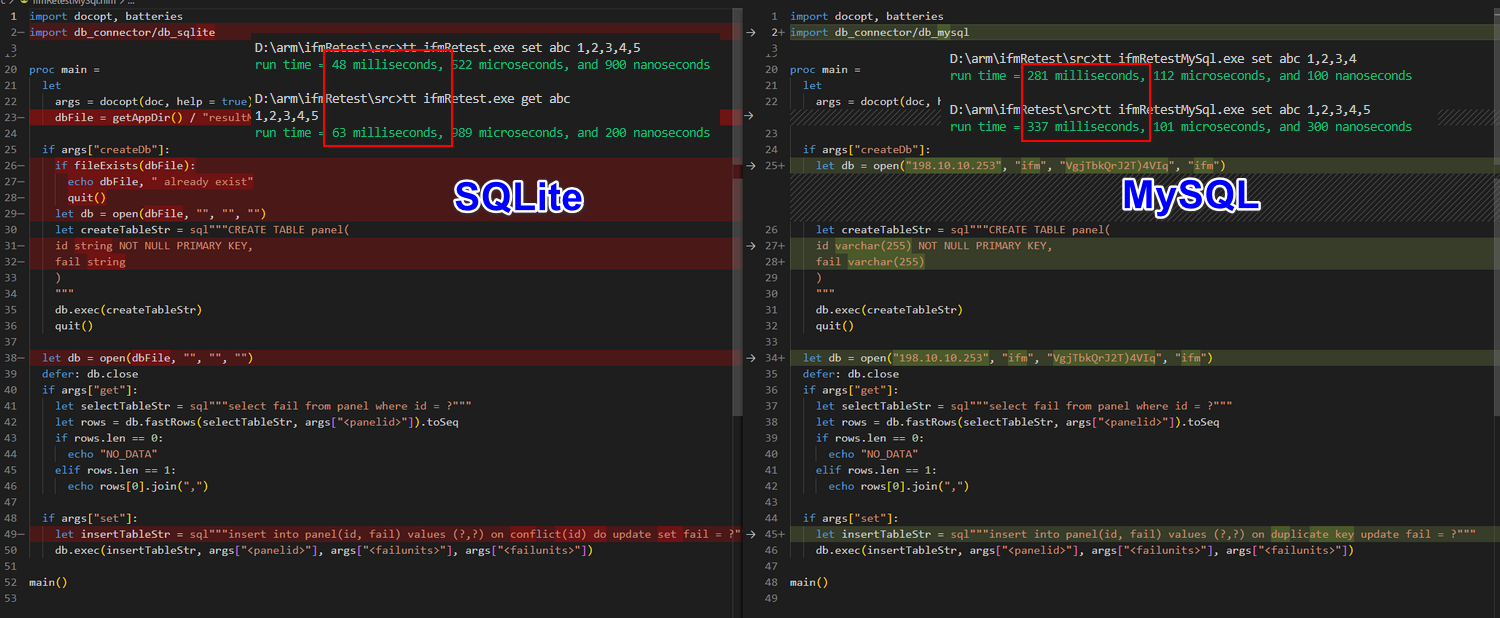 ifmRetestMySql.nim
1 import docopt, batteries
2− import db_connector/db_sqlite
3
20 proc main =
21 let
22 args = docopt(doc, help = true)
23− dbFile = getAppDir() /
24
25 if args["createDb"]:
26− if fileExists(dbFile):
27− echo dbFile, " already exist"
28− quit()
29− let db = open(dbFile, "", "", "")
30 let createTableStr = sql"""CREATE TABLE panel(
31− id string NOT NULL PRIMARY KEY,
32− fail string
33 )
34 """
35 db.exec(createTableStr)
36 quit()
37
38− let db = open(dbFile, "", "", "")
39 defer: db.close
40 if args["get"]:
41 let selectTableStr = sql"""select fail from panel where id = ?"""
42 let rows = db.fastRows(selectTableStr, args["<panelid>"]).toSeq
43 if rows.len == 0:
44 echo "NO_DATA"
45 elif rows.len == 1:
46 echo rows[0].join(",")
47
48 if args["set"]:
49− let insertTableStr = sql"""insert into panel(id, fail) values (?,?) on conflict(id) do update set fail = ?"
50 db.exec(insertTableStr, args["<panelid>"], args["<failunits>"], args["<failunits>"])
51
52 main()
53
D:\arm\ifmRetest\src>tt ifmRetest.exe set abc 1,2,3,4,5
run time = 48 milliseconds, 522 microseconds, and 900 nanoseconds
D:\arm\ifmRetest\src>tt ifmRetest.exe get abc
1,2,3,4,5
run time = 63 milliseconds, 989 microseconds, and 200 nanoseconds
SQLite
1 import docopt, batteries
2+ import db_connector/db_mysql
3
20 proc main =
21 let
22 args = docopt(doc,
23
24 if args["createDb"]:
25+ let db = open("198.10.10.253", "ifm", "VgjTbkQrJ2T)4VIq", "ifm")
26 let createTableStr = sql"""CREATE TABLE panel(
27+ id varchar(255) NOT NULL PRIMARY KEY,
28+ fail varchar(255)
29 )
30 """
31 db.exec(createTableStr)
32 quit()
33
34+ let db = open("198.10.10.253", "ifm", "VgjTbkQrJ2T)4VIq", "ifm")
35 defer: db.close
36 if args["get"]:
37 let selectTableStr = sql"""select fail from panel where id = ?"""
38 let rows = db.fastRows(selectTableStr, args["<panelid>"]).toSeq
39 if rows.len == 0:
40 echo "NO_DATA"
41 elif rows.len == 1:
42 echo rows[0].join(",")
43
44 if args["set"]:
45+ let insertTableStr = sql"""insert into panel(id, fail) values (?,?) on duplicate key update fail = ?"""
46 db.exec(insertTableStr, args["<panelid>"], args["<failunits>"], args["<failunits>"])
47
48 main()
49
D:\arm\ifmRetest\src>tt ifmRetestMySql.exe set abc 1,2,3,4
run time = 281 milliseconds, 112 microseconds, and 100 nanoseconds
D:\arm\ifmRetest\src>tt ifmRetestMySql.exe set abc 1,2,3,4,5
run time = 337 milliseconds, 101 microseconds, and 300 nanoseconds
MySQL